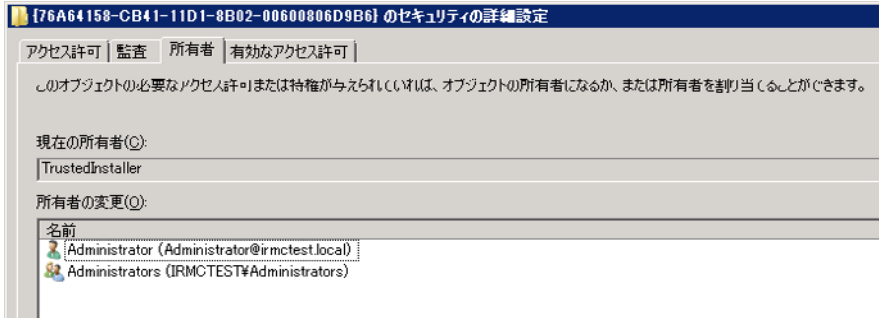 {76A64158-CB41-11D1-8B02-00600806D9B6} のセキュリティの詳細設定
アクセス許可 監査 所有者 有効なアクセス許可
このオブジェクトの必要なアクセス許可または特権が与えられていれば、オブジェクトの所有者になるか、または所有者を割り当てることができます。
現在の所有者(C):
TrustedInstaller
所有者の変更(O):
名前
Administrator (Administrator@irmctest.local)
Administrators (IRMCTEST¥Administrators)